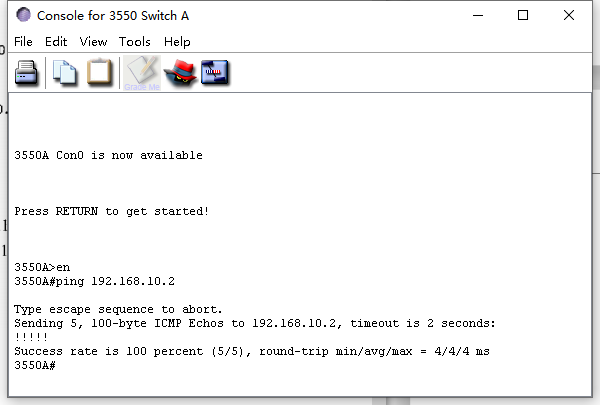 Console for 3550 Switch A
File Edit View Tools Help
Grade Me
3550A Con0 is now available
Press RETURN to get started!
3550A>en
3550A#ping 192.168.10.2
Type escape sequence to abort.
Sending 5, 100-byte ICMP Echos to 192.168.10.2, timeout is 2 seconds:
!!!!!
Success rate is 100 percent (5/5), round-trip min/avg/max = 4/4/4 ms
3550A#